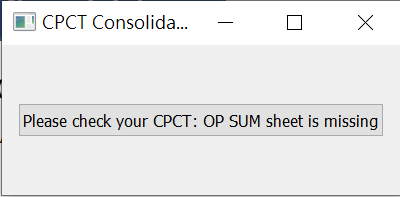 CPCT Consolida...
Please check your CPCT: OP SUM sheet is missing